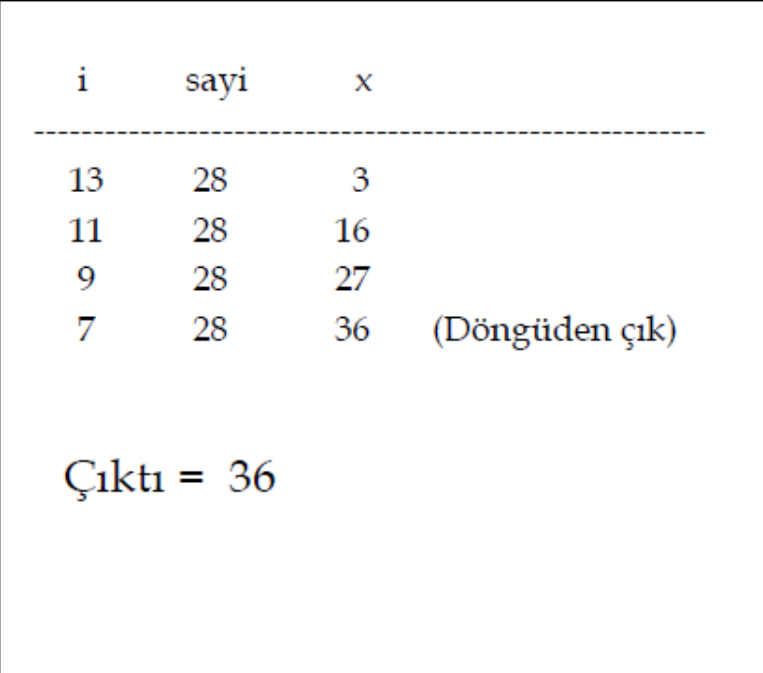 i sayi x
-------------------------------------------------------
13 28 3
11 28 16
9 28 27
7 28 36 (Döngüden çık)
Çıktı = 36